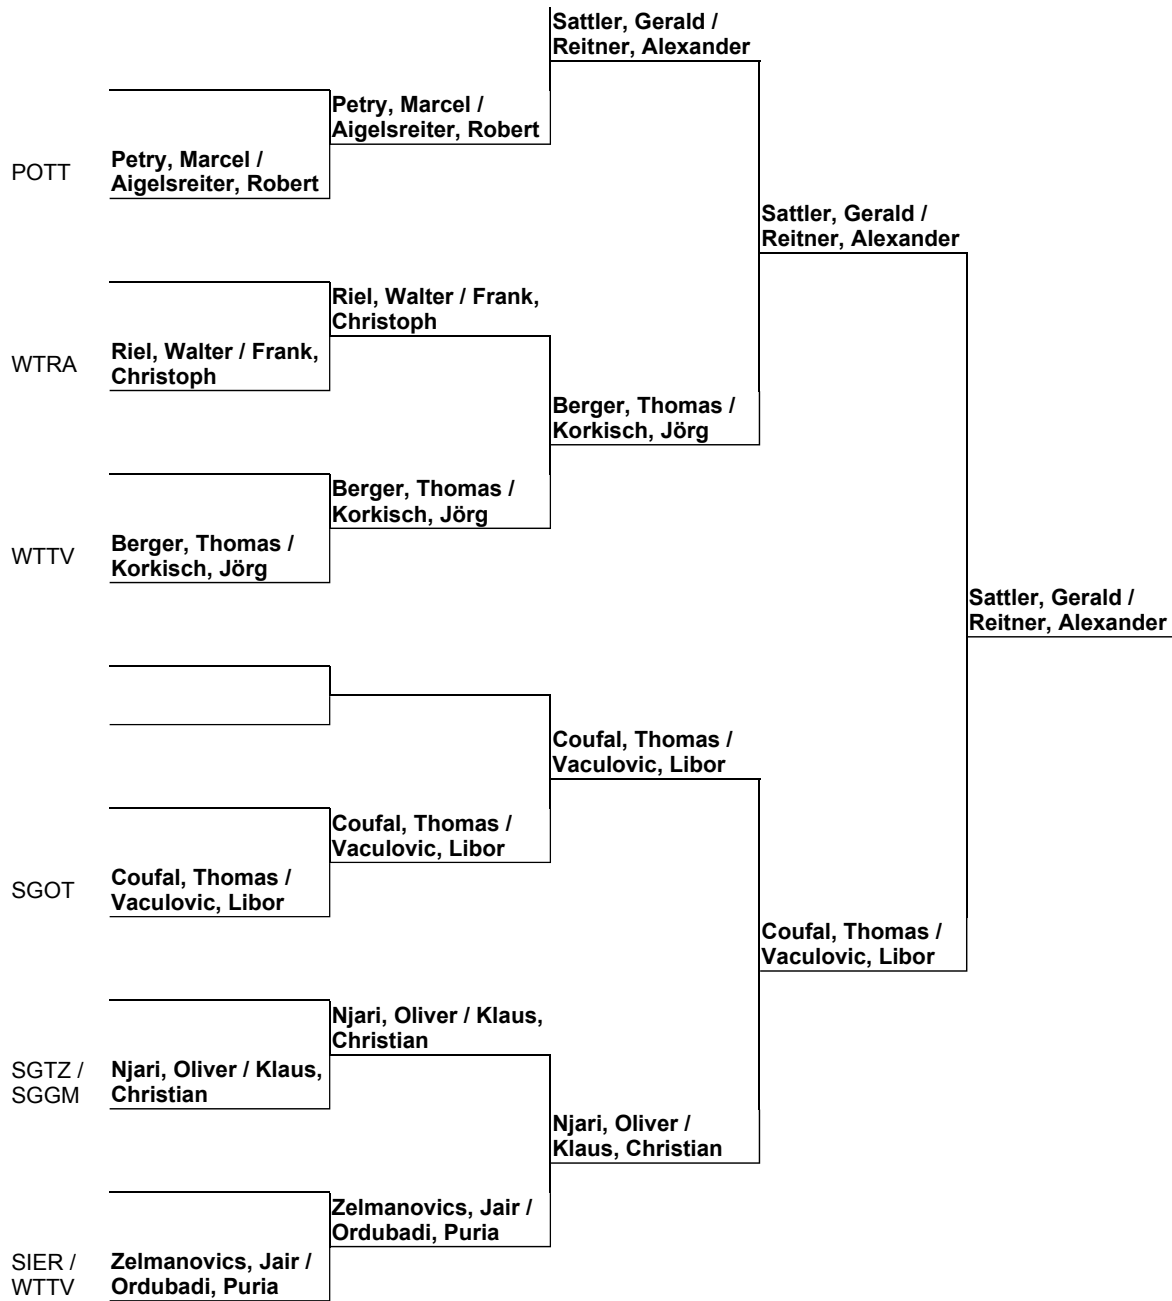 Sattler, Gerald /
Reitner, Alexander
Petry, Marcel /
Aigelsreiter, Robert
POTT
Petry, Marcel /
Aigelsreiter, Robert
Sattler, Gerald /
Reitner, Alexander
Riel, Walter / Frank,
Christoph
WTRA
Riel, Walter / Frank,
Christoph
Berger, Thomas /
Korkisch, Jörg
Berger, Thomas /
Korkisch, Jörg
WTTV
Berger, Thomas /
Korkisch, Jörg
Sattler, Gerald /
Reitner, Alexander
Coufal, Thomas /
Vaculovic, Libor
Coufal, Thomas /
Vaculovic, Libor
SGOT
Coufal, Thomas /
Vaculovic, Libor
Coufal, Thomas /
Vaculovic, Libor
Njari, Oliver / Klaus,
Christian
SGTZ /
SGGM
Njari, Oliver / Klaus,
Christian
Njari, Oliver /
Klaus, Christian
Zelmanovics, Jair /
Ordubadi, Puria
SIER /
WTTV
Zelmanovics, Jair /
Ordubadi, Puria